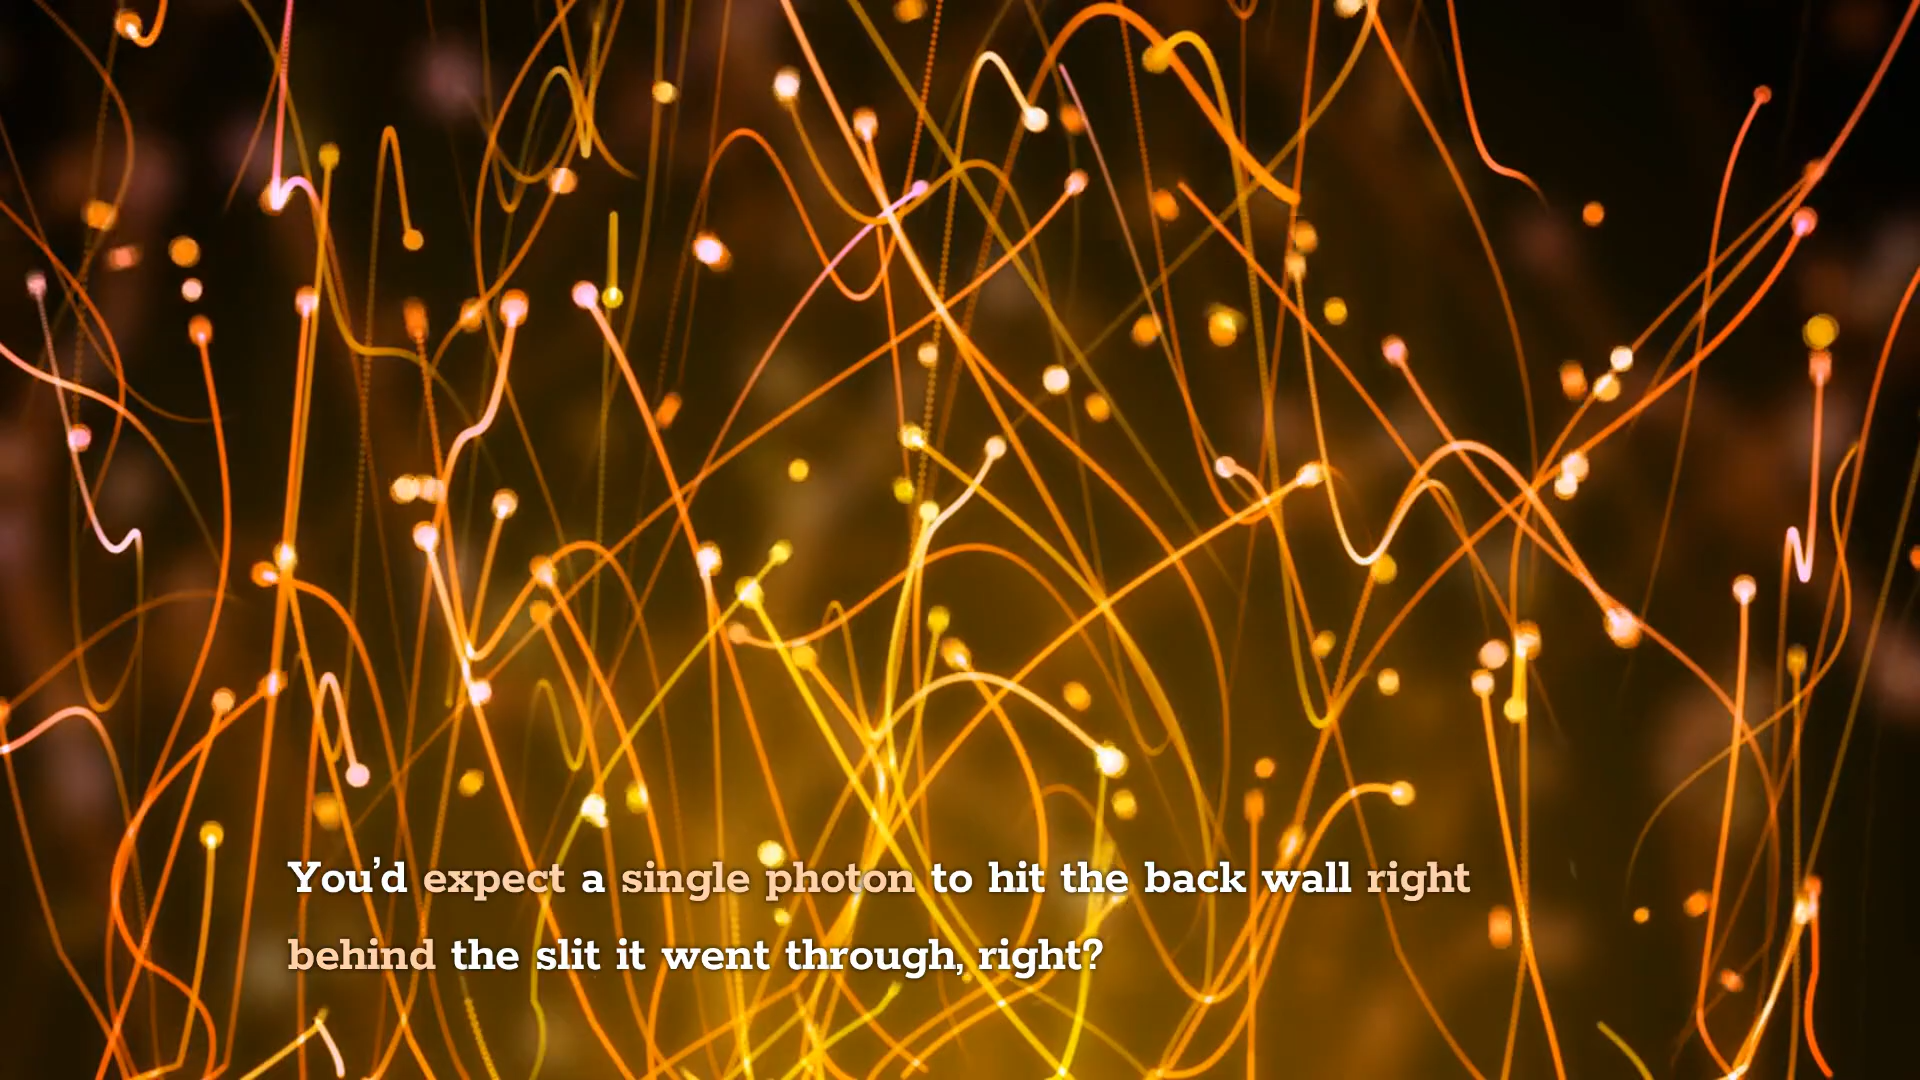 You’d expect a single photon to hit the back wall right
behind the slit it went through, right?